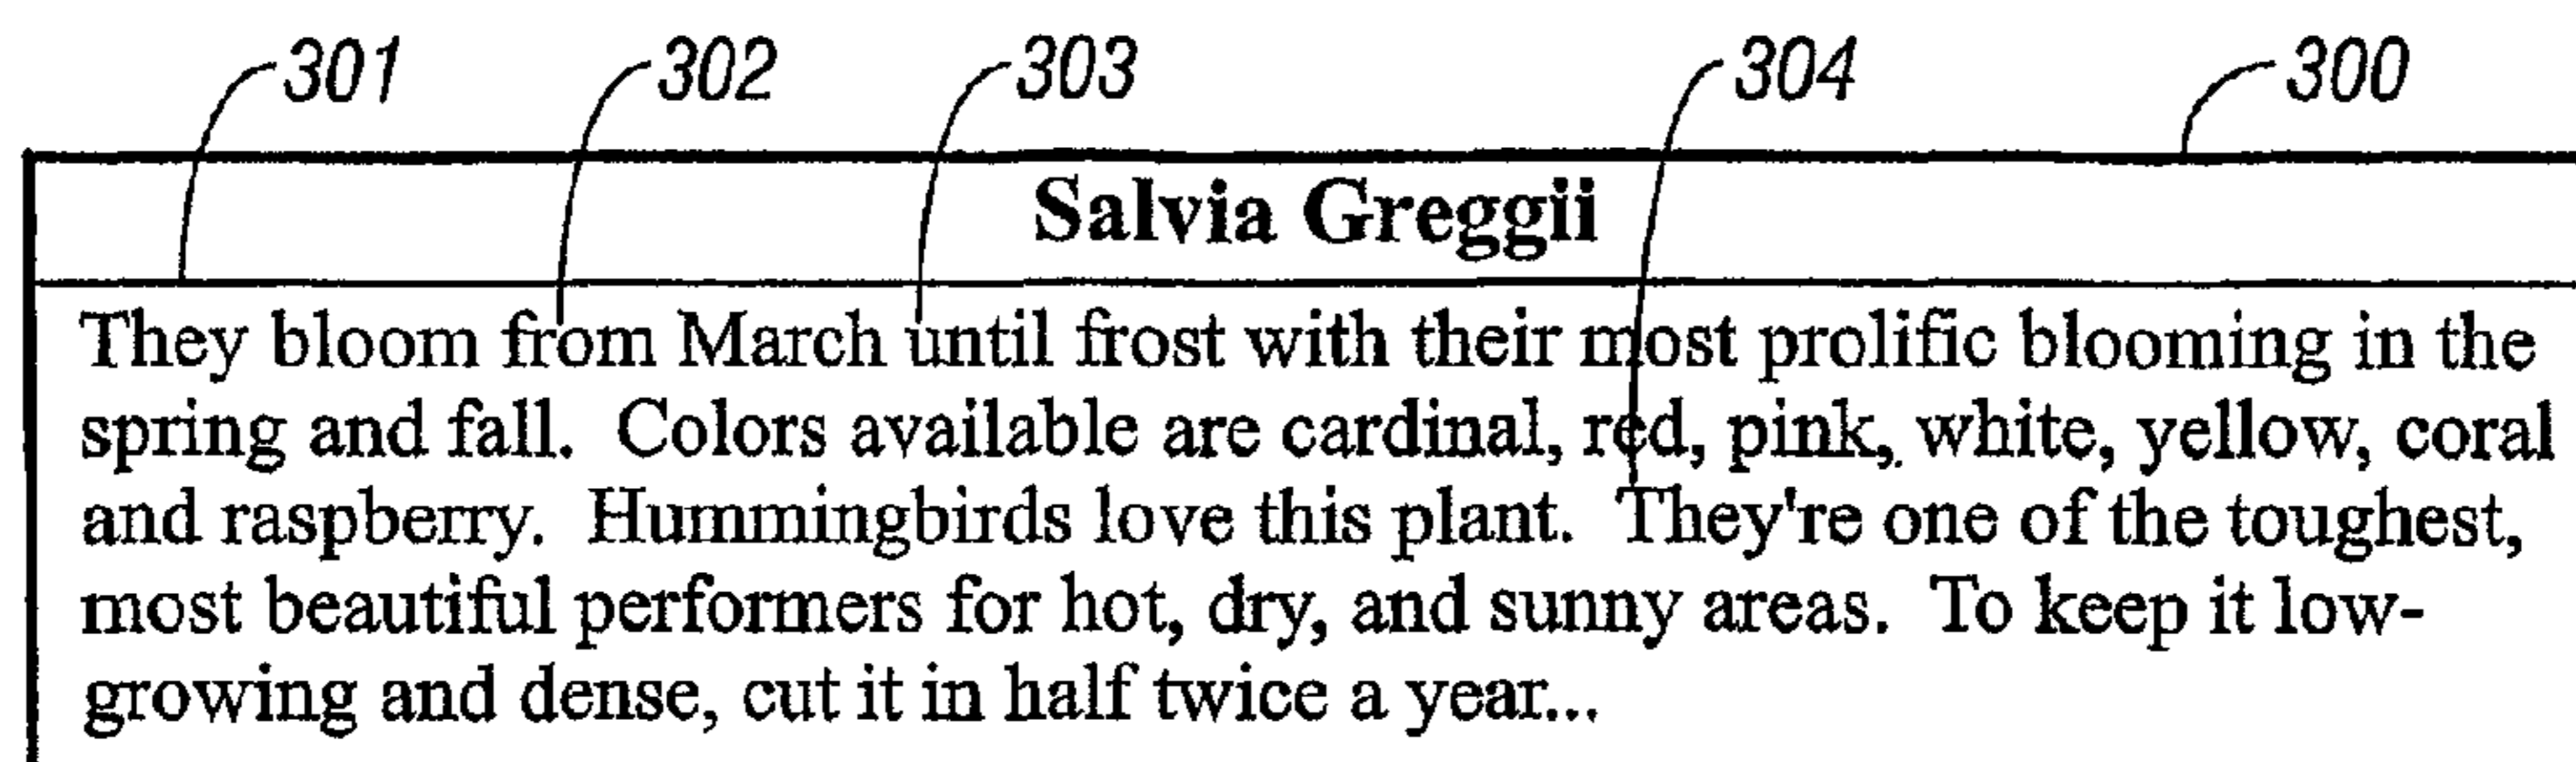 301 302 303 304 300
Salvia Greggii
They bloom from March until frost with their most prolific blooming in the
spring and fall.  Colors available are cardinal, red, pink, white, yellow, coral
and raspberry.  Hummingbirds love this plant.  They're one of the toughest,
most beautiful performers for hot, dry, and sunny areas.  To keep it low-
growing and dense, cut it in half twice a year...